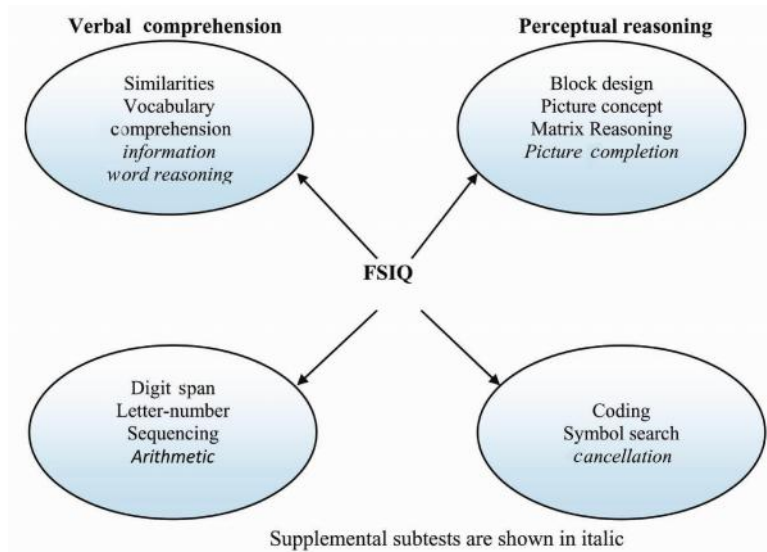 Verbal comprehension
Similarities
Vocabulary
comprehension
information
word reasoning
Perceptual reasoning
Block design
Picture concept
Matrix Reasoning
Picture completion
FSIQ
Digit span
Letter-number
Sequencing
Arithmetic
Coding
Symbol search
cancellation
Supplemental subtests are shown in italic